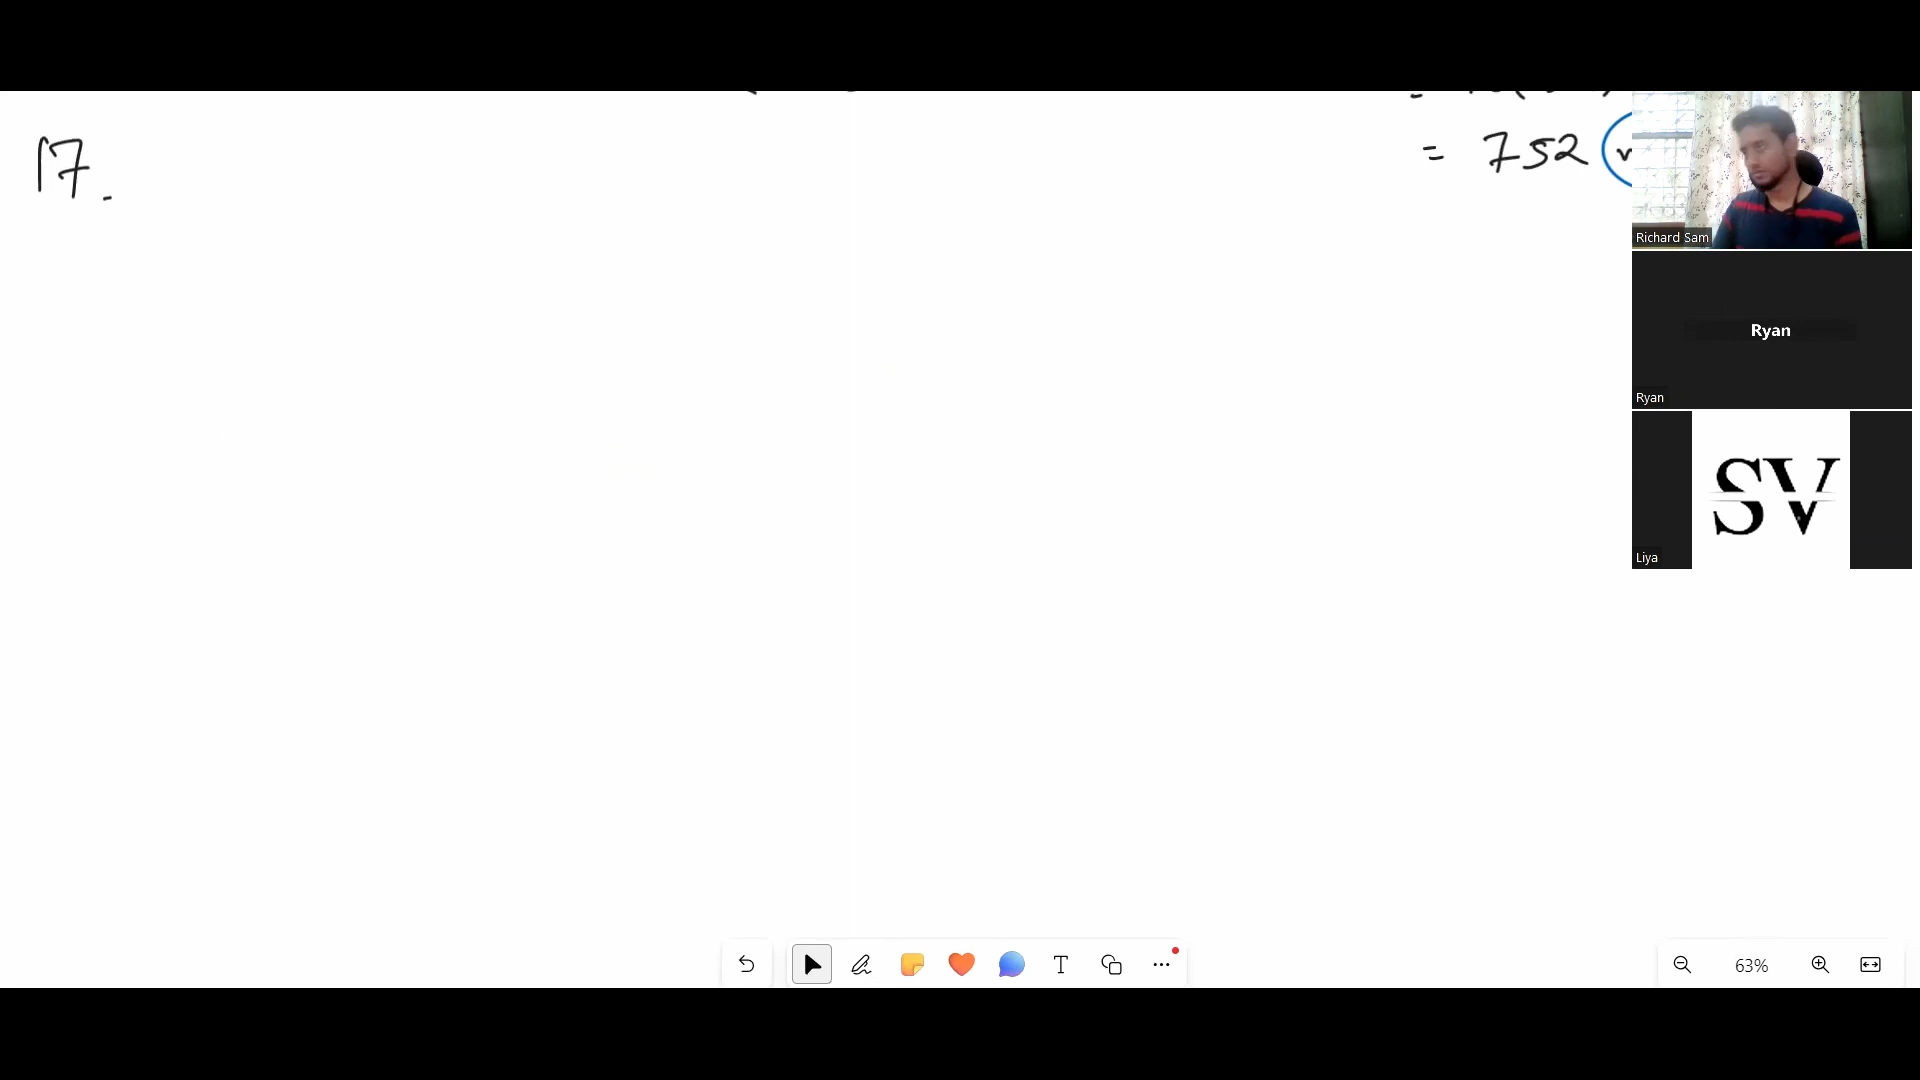 17.
= 752
Richard Sam
Ryan
Ryan
SV
Liya
T
63%